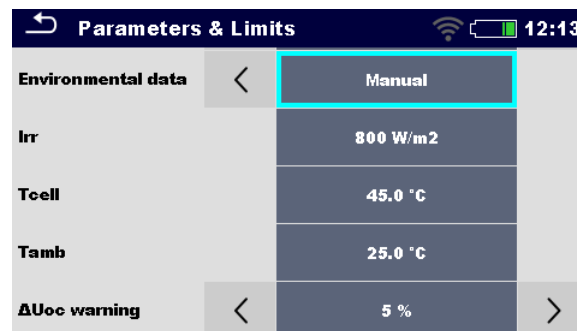 Parameters & Limits 12:13
Environmental data < Manual
Irr 800 W/m2
Tcell 45.0 °C
Tamb 25.0 °C
ΔUoc warning < 5 % >